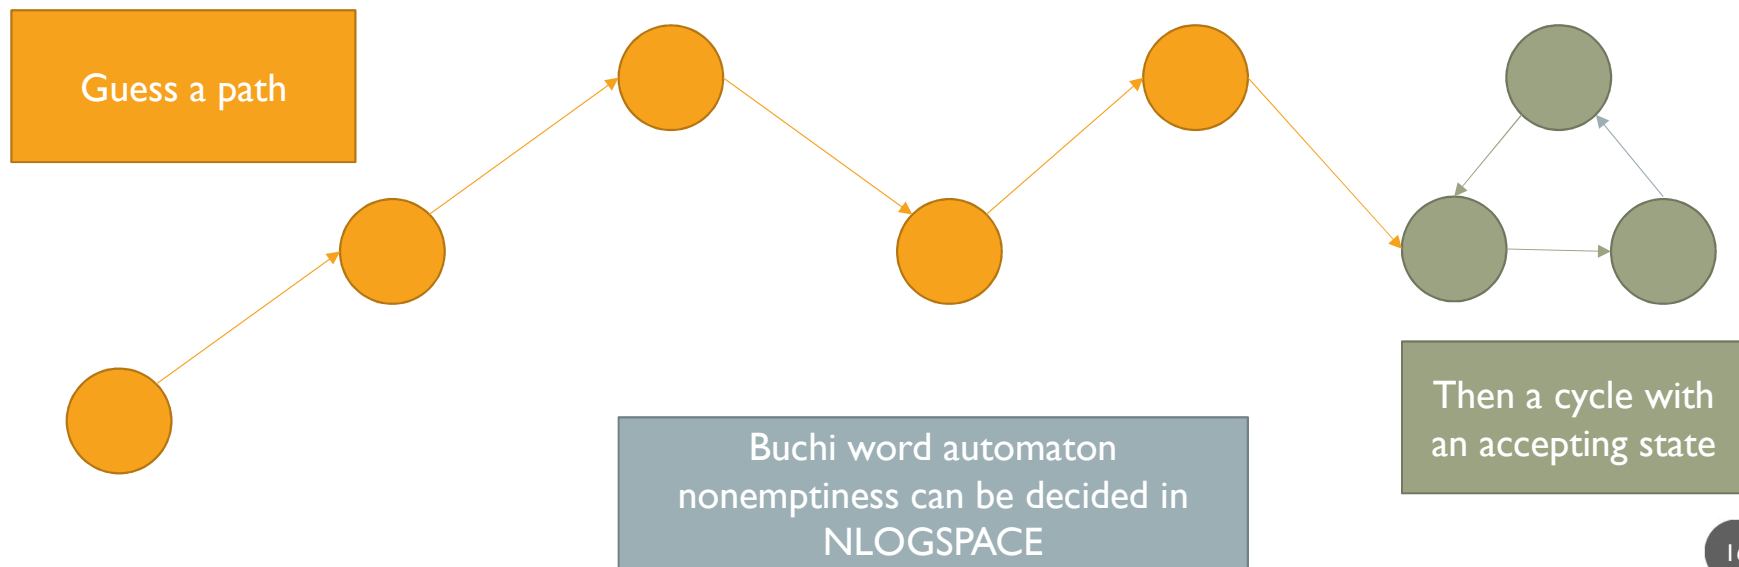 Guess a path
Then a cycle with
an accepting state
Buchi word automaton
nonemptiness can be decided in
NLOGSPACE